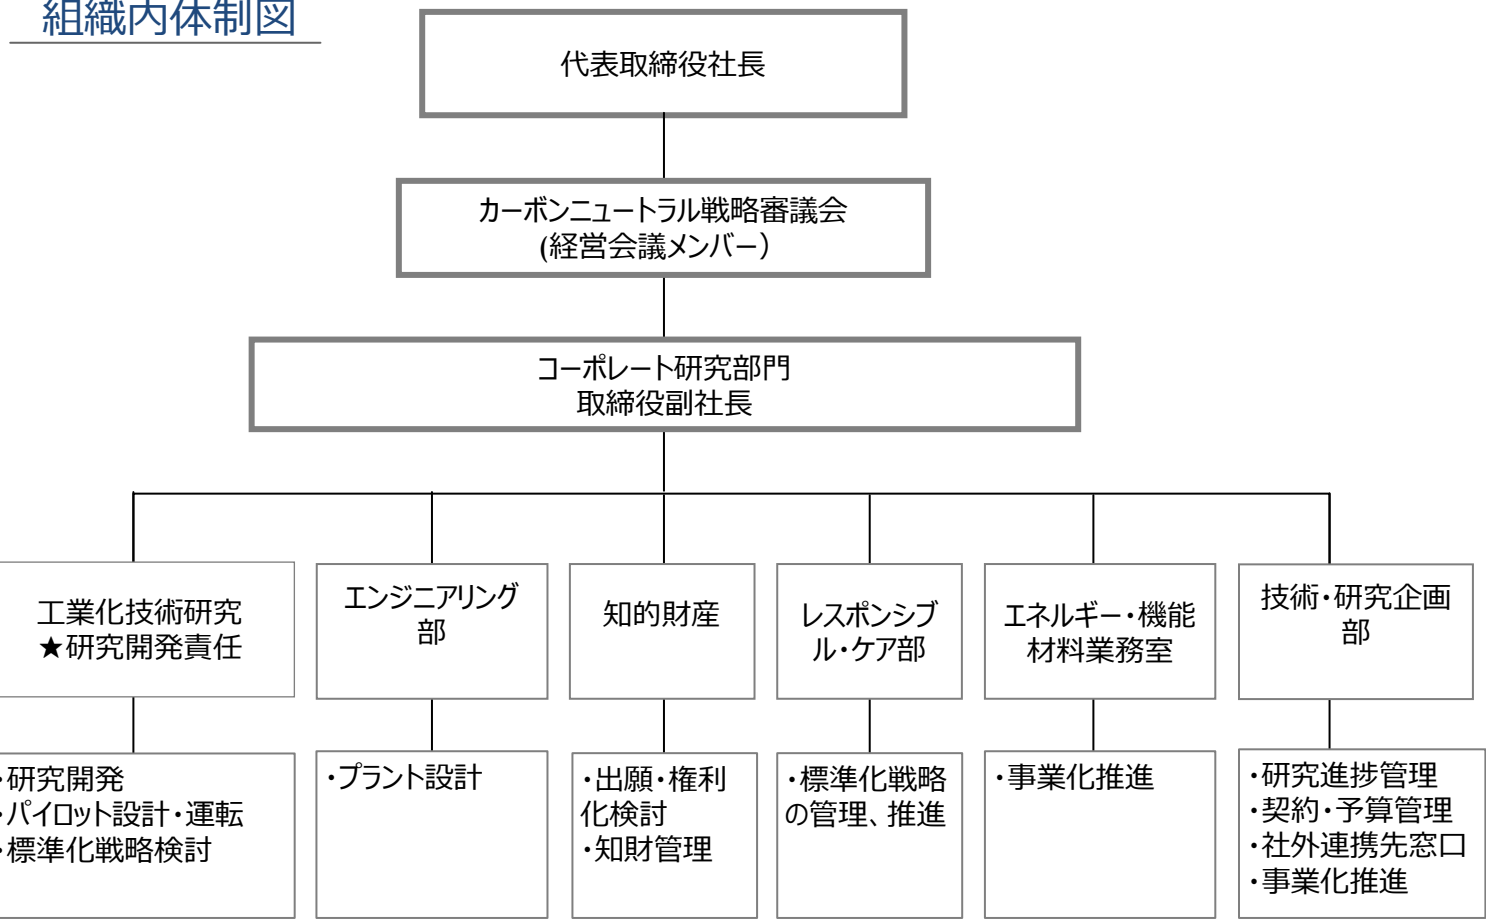 組織内体制図
代表取締役社長
カーボンニュートラル戦略審議会
(経営会議メンバー）
コーポレート研究部門
取締役副社長
工業化技術研究
★研究開発責任
エンジニアリング
部
知的財産
レスポンシブ
ル・ケア部
エネルギー・機能
材料業務室
技術・研究企画
部
・研究開発
・パイロット設計・運転
・標準化戦略検討
・プラント設計
・出願・権利
化検討
・知財管理
・標準化戦略
の管理、推進
・事業化推進
・研究進捗管理
・契約・予算管理
・社外連携先窓口
・事業化推進